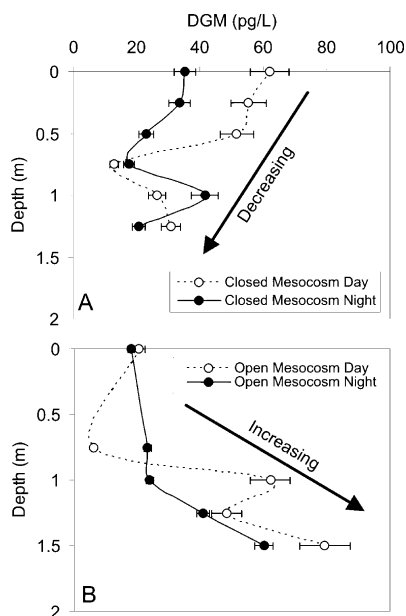 DGM (pg/L)
0 20 40 60 80 100
0
0.5
1
1.5
2
Depth (m)
Decreasing
Closed Mesocosm Day
Closed Mesocosm Night
A
0
0.5
1
1.5
2
Depth (m)
Open Mesocosm Day
Open Mesocosm Night
Increasing
B